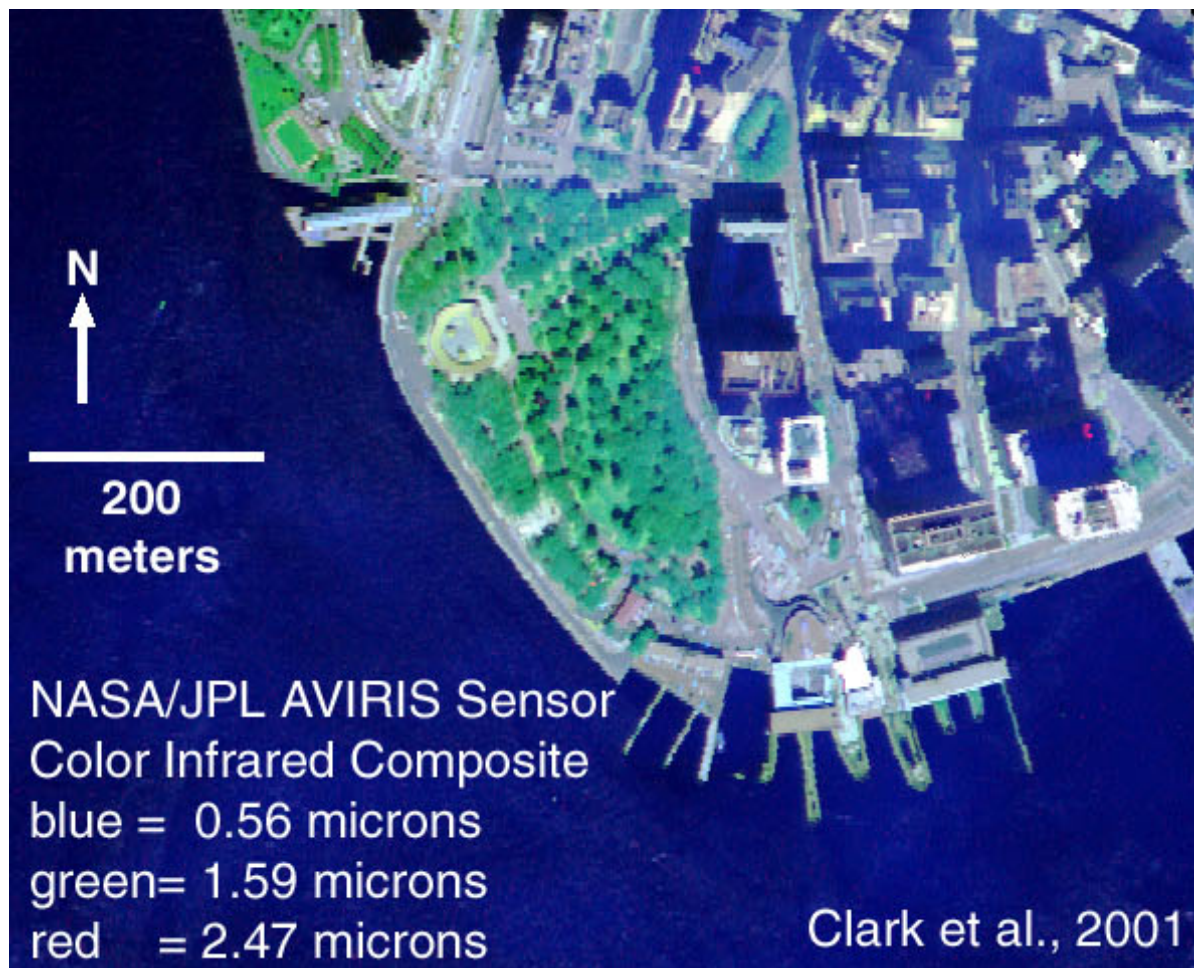 N
200
meters
NASA/JPL AVIRIS Sensor
Color Infrared Composite
blue = 0.56 microns
green= 1.59 microns
red = 2.47 microns
Clark et al., 2001